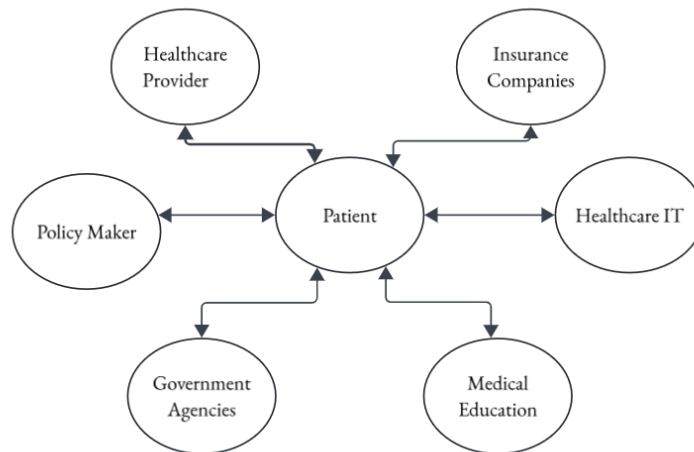 Healthcare
Provider
Insurance
Companies
Policy Maker
Patient
Healthcare IT
Government
Agencies
Medical
Education